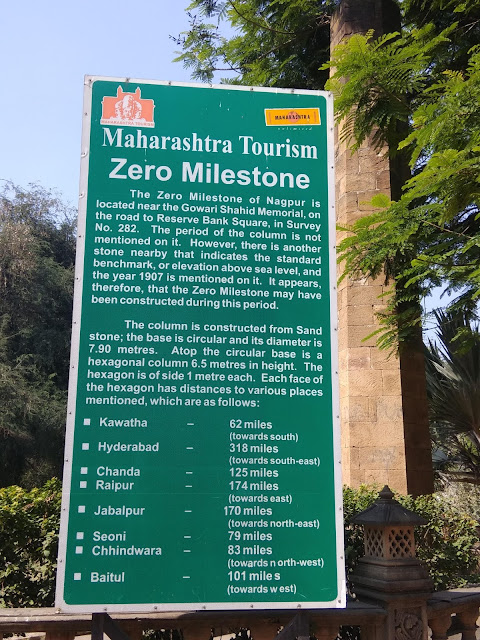 MAHARASHTRA TOURISM
MAHARASHTRA
unlimited
Maharashtra Tourism
Zero Milestone
The Zero Milestone of Nagpur is
located near the Gowari Shahid Memorial, on
the road to Reserve Bank Square, in Survey
No. 282. The period of the column is not
mentioned on it. However, there is another
stone nearby that indicates the standard
benchmark, or elevation above sea level, and
the year 1907 is mentioned on it. It appears,
therefore, that the Zero Milestone may have
been constructed during this period.
The column is constructed from Sand
stone; the base is circular and its diameter is
7.90 metres. Atop the circular base is a
hexagonal column 6.5 metres in height. The
hexagon is of side 1 metre each. Each face of
the hexagon has distances to various places
mentioned, which are as follows:
■ Kawatha – 62 miles
(towards south)
■ Hyderabad – 318 miles
(towards south-east)
■ Chanda – 125 miles
■ Raipur – 174 miles
(towards east)
■ Jabalpur – 170 miles
(towards north-east)
■ Seoni – 79 miles
■ Chhindwara – 83 miles
(towards north-west)
■ Baitul – 101 miles
(towards west)